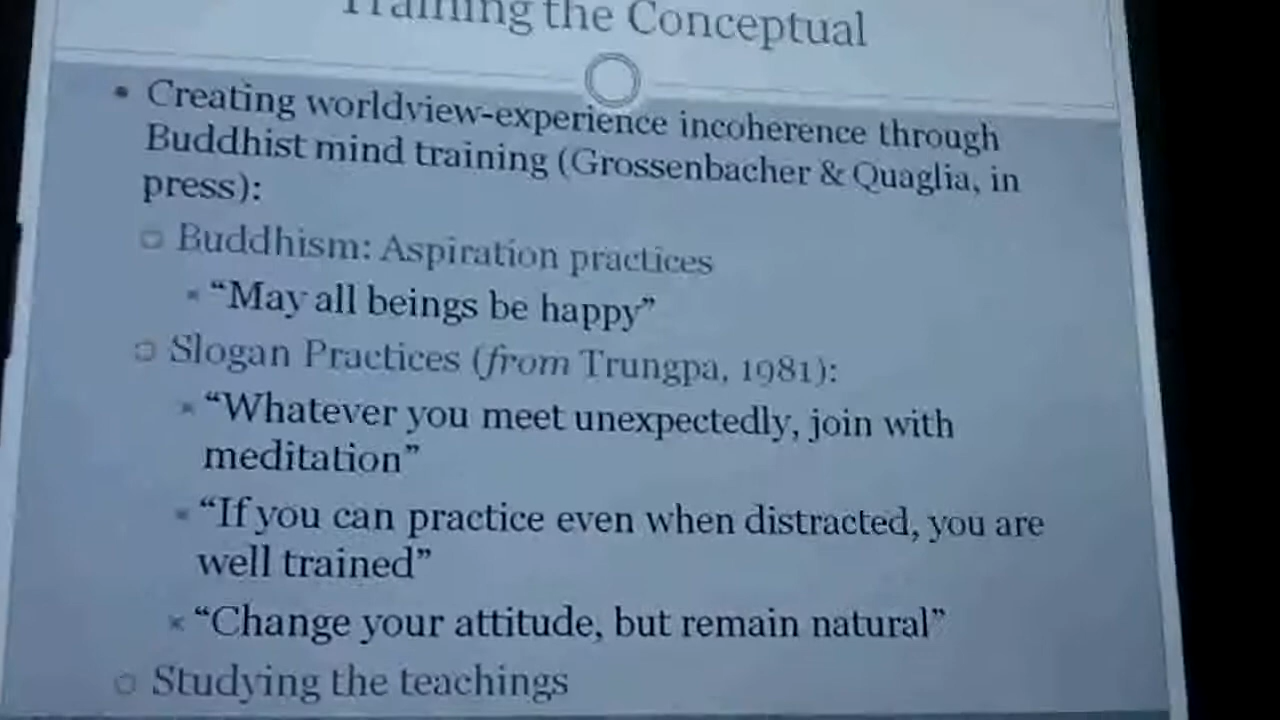 Training the Conceptual
• Creating worldview-experience incoherence through
Buddhist mind training (Grossenbacher & Quaglia, in
press):
○ Buddhism: Aspiration practices
"May all beings be happy"
○ Slogan Practices (from Trungpa, 1981):
"Whatever you meet unexpectedly, join with
meditation"
"If you can practice even when distracted, you are
well trained"
"Change your attitude, but remain natural"
○ Studying the teachings